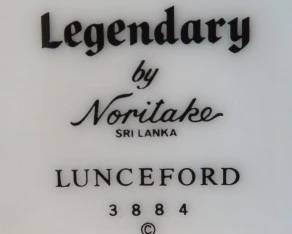 Legendary
by
Noritake
SRI LANKA
LUNCEFORD
3884
©